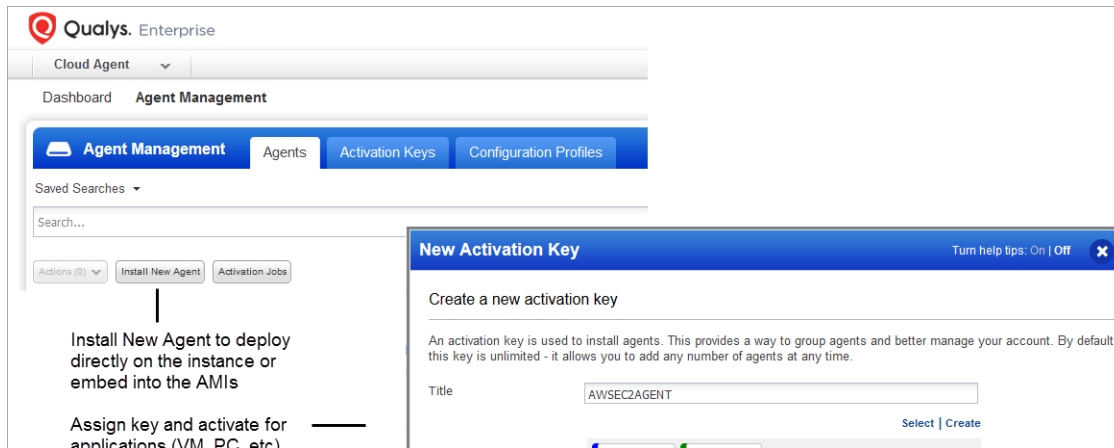 Qualys. Enterprise
Cloud Agent
Dashboard Agent Management
Agent Management Agents Activation Keys Configuration Profiles
Saved Searches
Search...
Actions (0) Install New Agent Activation Jobs
Install New Agent to deploy
directly on the instance or
embed into the AMIs
Assign key and activate for
applications (VM, PC, etc)
New Activation Key Turn help tips: On | Off
Create a new activation key
An activation key is used to install agents. This provides a way to group agents and better manage your account. By default
this key is unlimited - it allows you to add any number of agents at any time.
Title AWSEC2AGENT
Select | Create